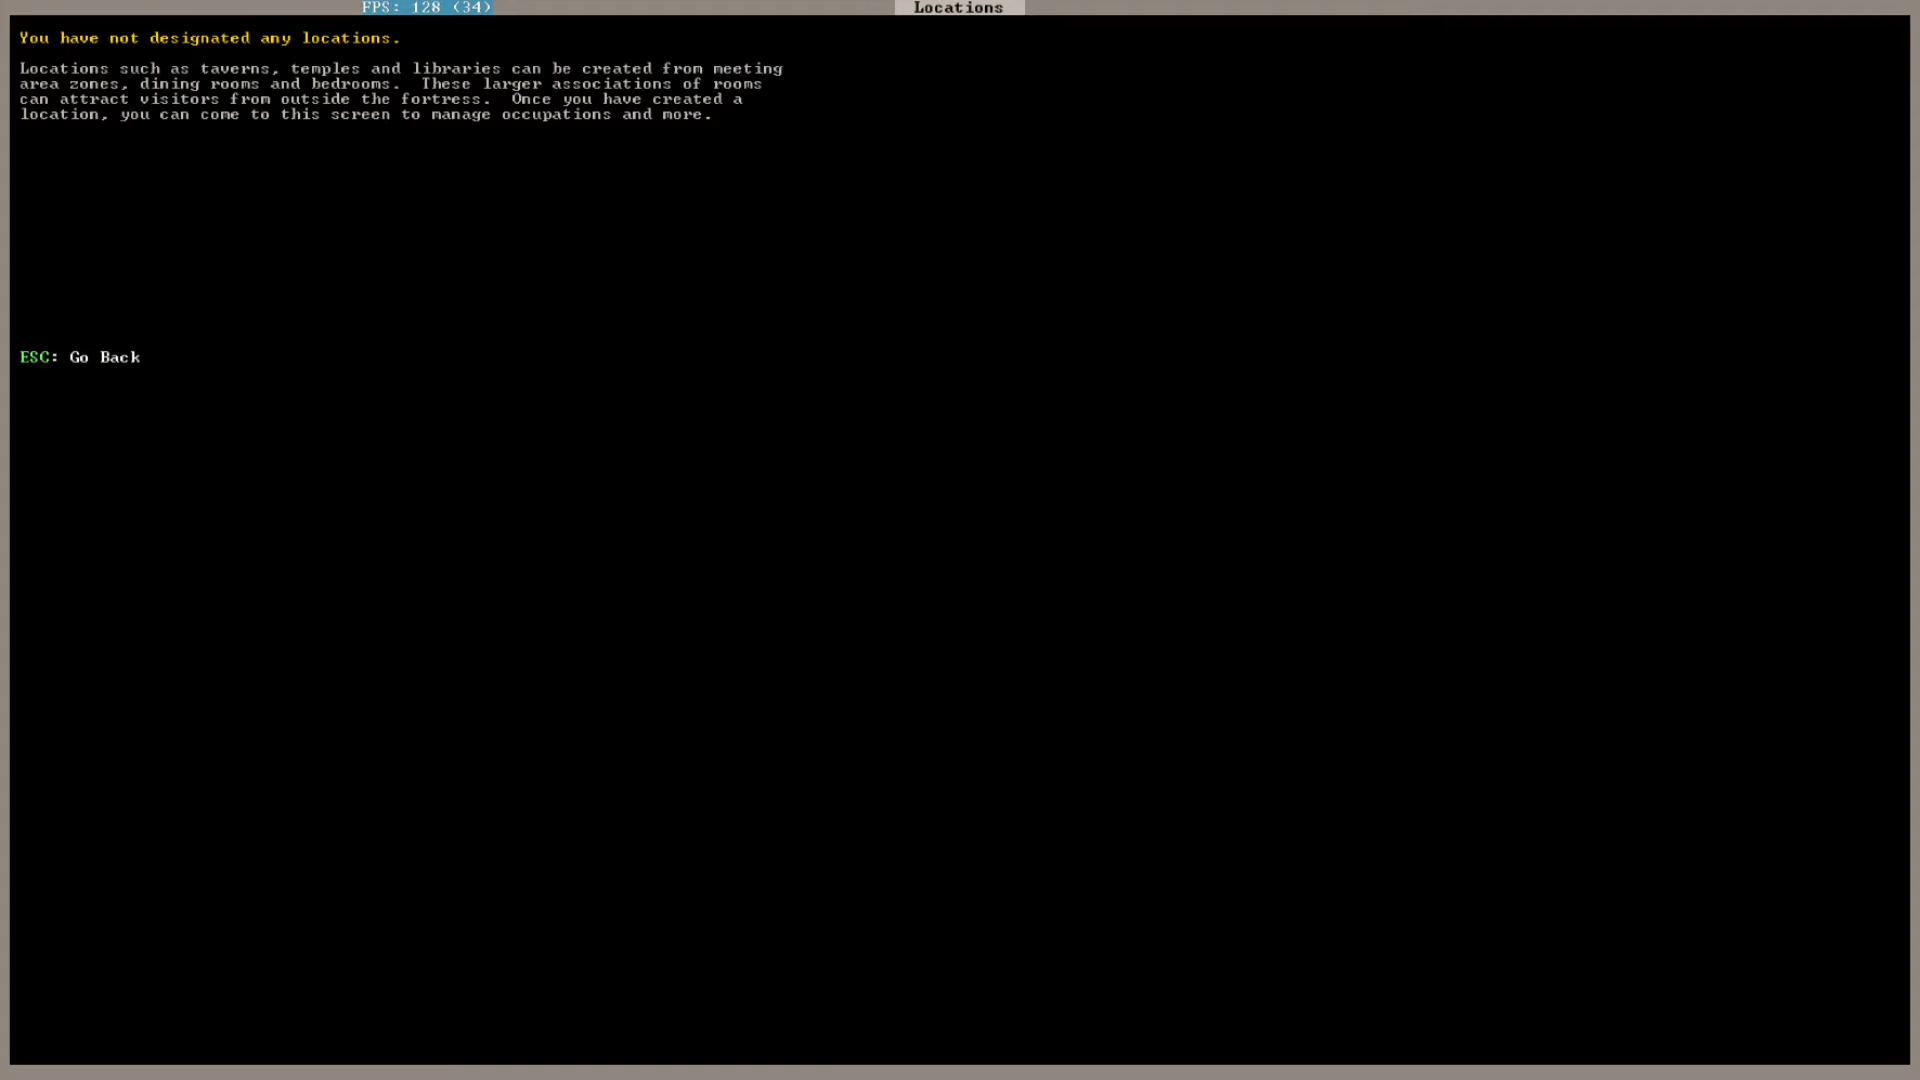 FPS: 128 (34) Locations
You have not designated any locations.
Locations such as taverns, temples and libraries can be created from meeting
area zones, dining rooms and bedrooms.  These larger associations of rooms
can attract visitors from outside the fortress.  Once you have created a
location, you can come to this screen to manage occupations and more.
ESC: Go Back